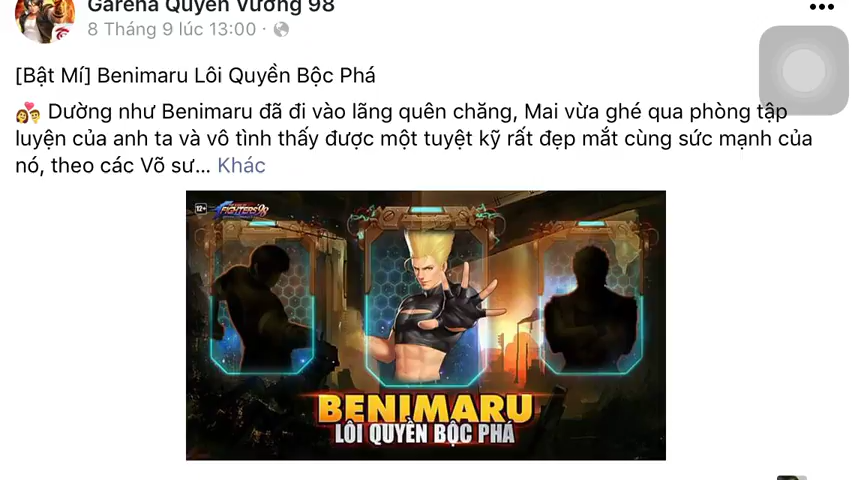 Garena Quyền Vương 98
8 Tháng 9 lúc 13:00 ·
[Bật Mí] Benimaru Lôi Quyền Bộc Phá
Dường như Benimaru đã đi vào lãng quên chăng, Mai vừa ghé qua phòng tập
luyện của anh ta và vô tình thấy được một tuyệt kỹ rất đẹp mắt cùng sức mạnh của
nó, theo các Võ sư... Khác
12+
FIGHTERS'98
BENIMARU
LÔI QUYỀN BỘC PHÁ